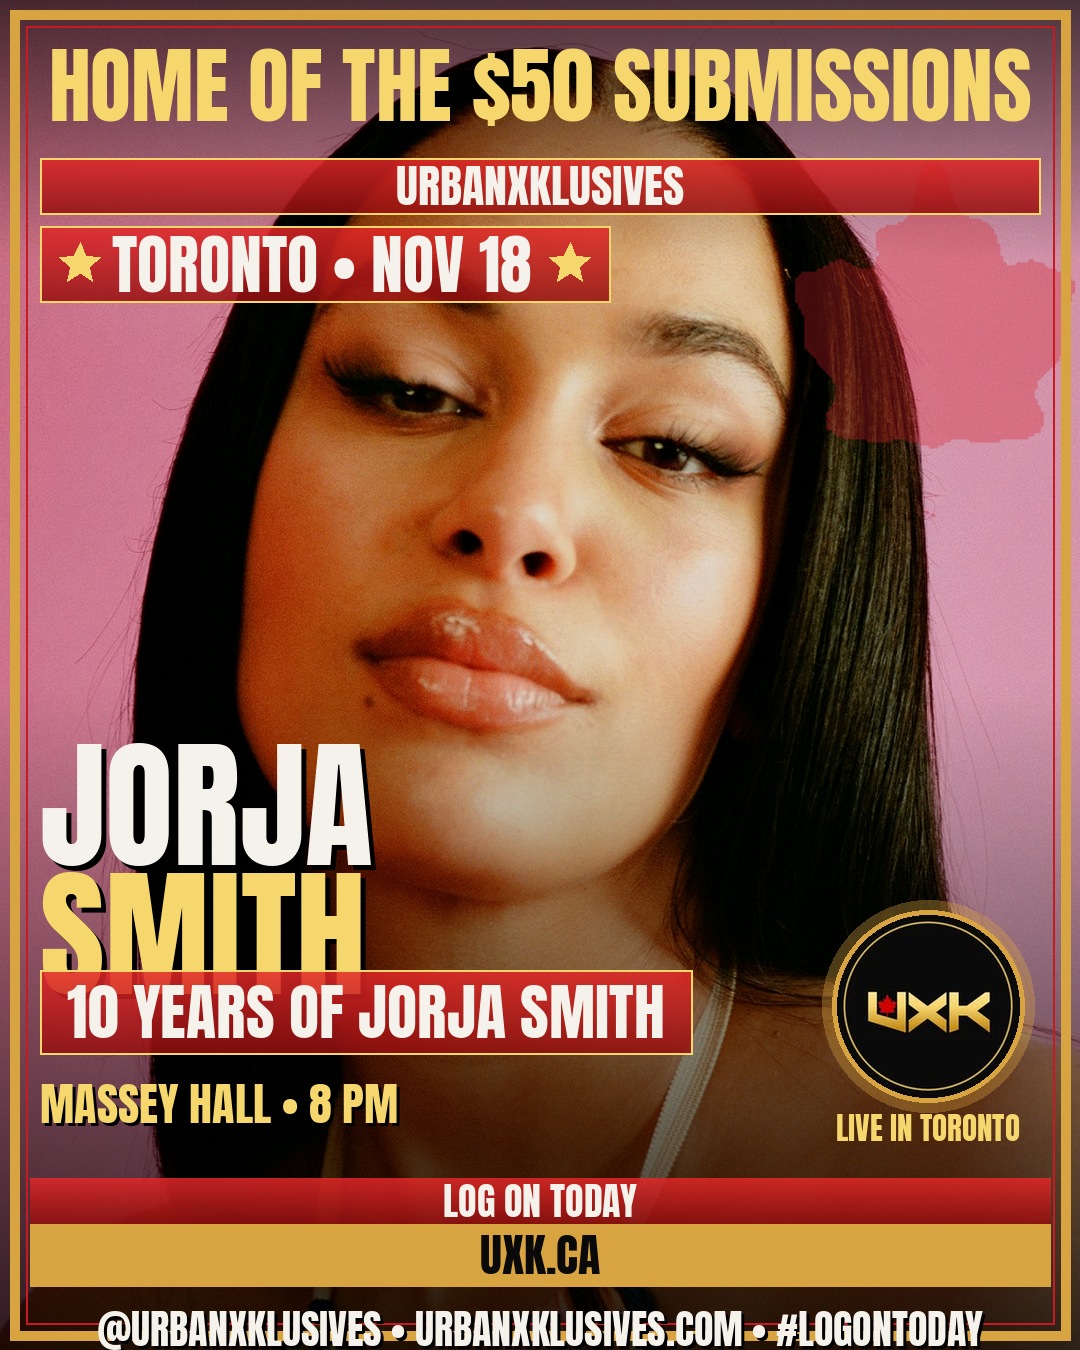 HOME OF THE $50 SUBMISSIONS
URBANXKLUSIVES
TORONTO • NOV 18
JORJA
SMITH
10 YEARS OF JORJA SMITH
MASSEY HALL • 8 PM
UXK
LIVE IN TORONTO
LOG ON TODAY
UXK.CA
@URBANXKLUSIVES • URBANXKLUSIVES.COM • #LOGONTODAY